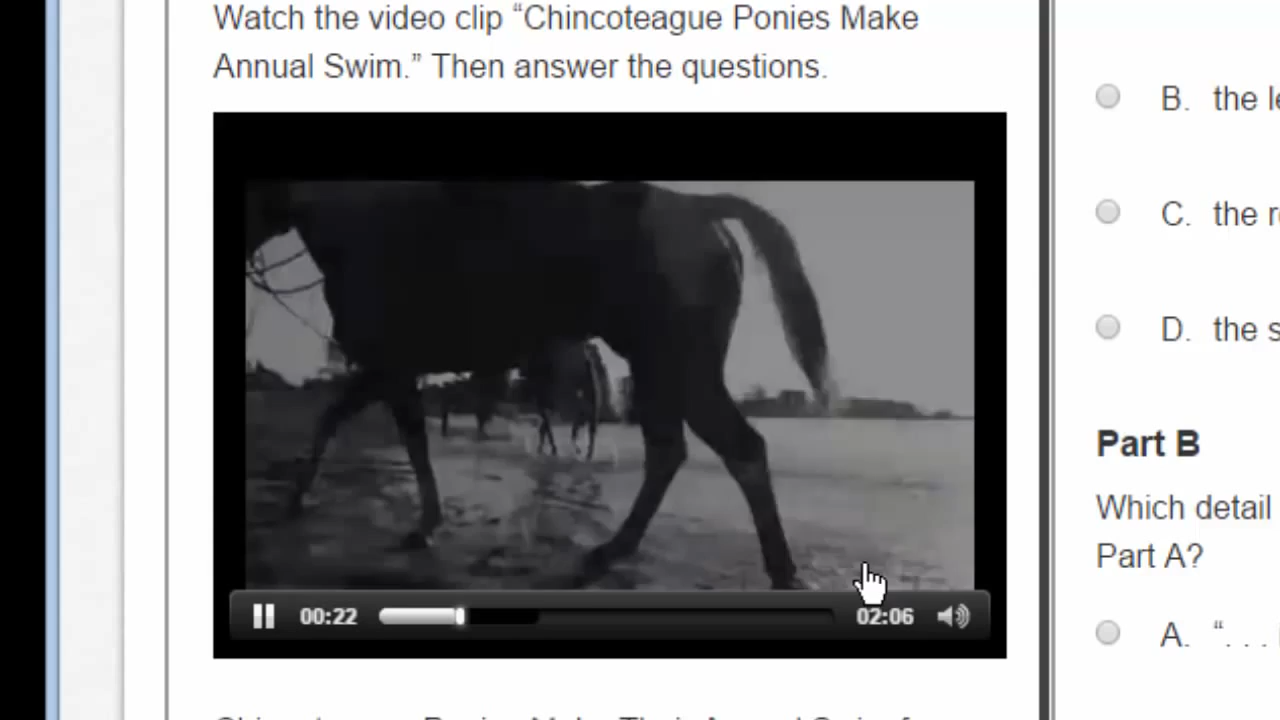 Watch the video clip “Chincoteague Ponies Make
Annual Swim.” Then answer the questions.
00:22
02:06
B. the
C. the
D. the
Part B
Which detail
Part A?
A. “. . .